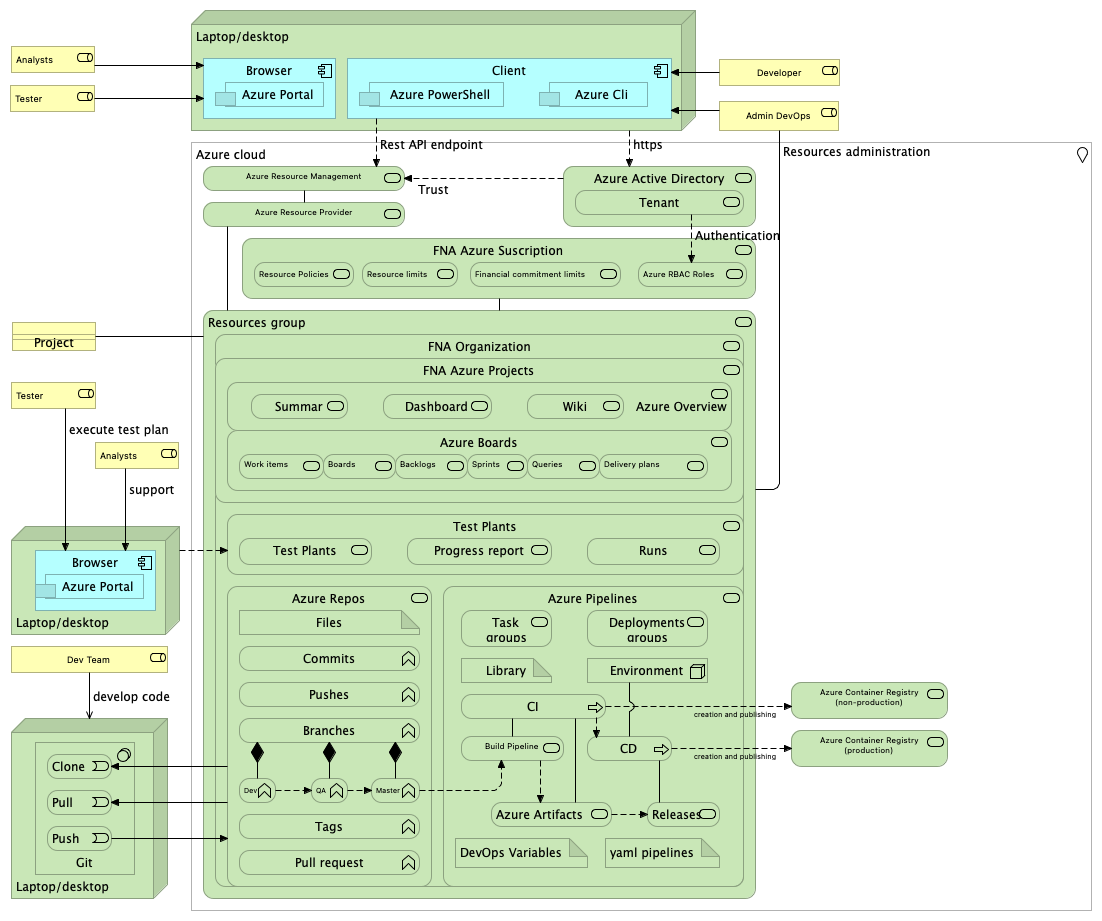 Laptop/desktop
Analysts
Browser
Client
Developer
Azure Portal
Azure PowerShell
Azure Cli
Tester
Admin DevOps
Rest API endpoint
https
Azure cloud
Resources administration
Azure Resource Management
Trust
Azure Active Directory
Tenant
Azure Resource Provider
Authentication
FNA Azure Suscription
Resource Policies
Resource limits
Financial commitment limits
Azure RBAC Roles
Resources group
Project
FNA Organization
FNA Azure Projects
Tester
Summar
Dashboard
Wiki
Azure Overview
execute test plan
Azure Boards
Analysts
Work items
Boards
Backlogs
Sprints
Queries
Delivery plans
support
Test Plants
Test Plants
Progress report
Runs
Browser
Azure Portal
Laptop/desktop
Azure Repos
Azure Pipelines
Files
Task
groups
Deployments
groups
Dev Team
Commits
Library
Environment
develop code
Pushes
CI
Azure Container Registry
(non-production)
creation and publishing
Branches
Build Pipeline
CD
Azure Container Registry
(production)
creation and publishing
Clone
Dev
QA
Master
Pull
Azure Artifacts
Releases
Push
Tags
Git
Pull request
DevOps Variables
yaml pipelines
Laptop/desktop